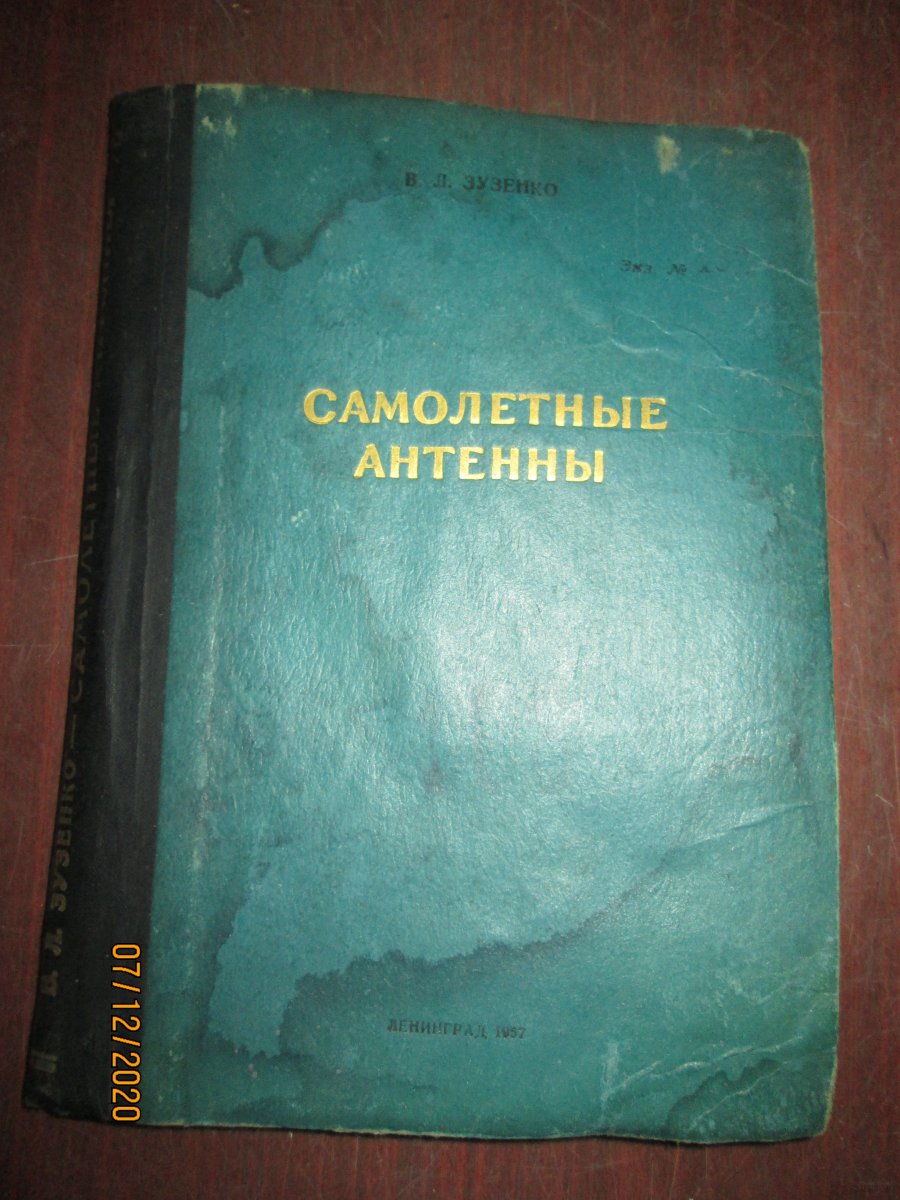 В. Л. ЗУЗЕНКО
Экз. №
САМОЛЕТНЫЕ
АНТЕННЫ
ЛЕНИНГРАД, 1957
В. Л. ЗУЗЕНКО — САМОЛЕТНЫЕ
07/12/2020